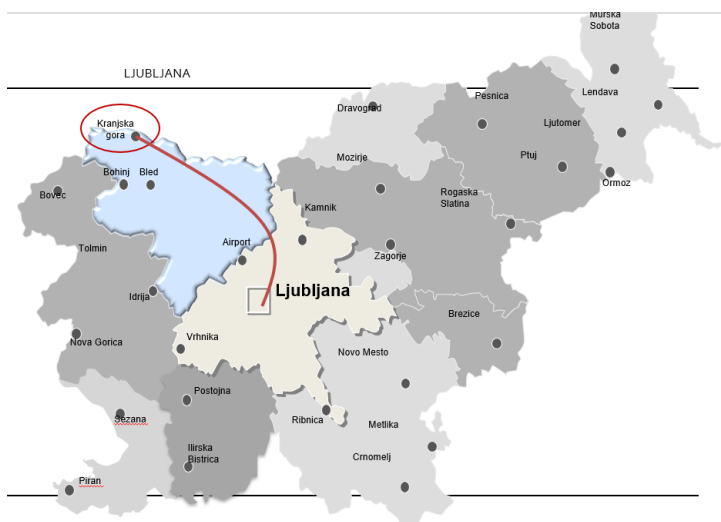 Murska
Sobota
LJUBLJANA
Lendava
Pesnica
Dravograd
Kranjska
gora
Ljutomer
Ptuj
Mozirje
Bohinj
Bled
Ormoz
Bovec
Rogaska
Slatina
Kamnik
Airport
Tolmin
Zagorje
Ljubljana
Idrija
Brezice
Vrhnika
Nova Gorica
Novo Mesto
Postojna
Sezana
Ribnica
Metlika
Ilirska
Bistrica
Crnomelj
Piran